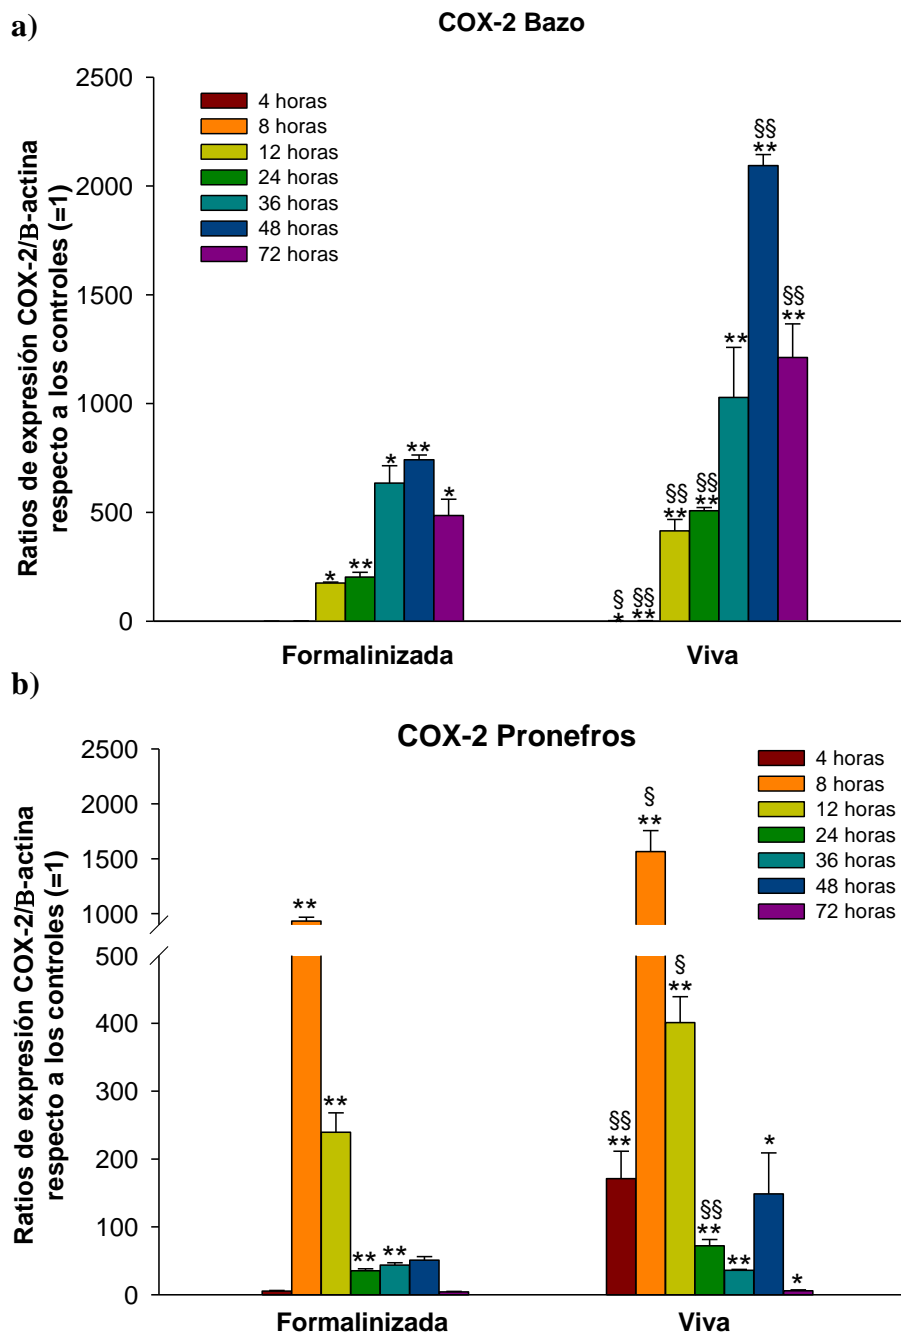 a)
COX-2 Bazo
Ratios de expresión COX-2/B-actina
respecto a los controles (=1)
2500
2000
1500
1000
500
0
4 horas
8 horas
12 horas
24 horas
36 horas
48 horas
72 horas
*
**
*
**
*
§
*
§§
**
§§
**
§§
**
**
§§
**
§§
**
Formalinizada
Viva
b)
COX-2 Pronefros
Ratios de expresión COX-2/B-actina
respecto a los controles (=1)
2500
2000
1500
1000
500
400
300
200
100
0
4 horas
8 horas
12 horas
24 horas
36 horas
48 horas
72 horas
**
**
**
**
§§
**
§
**
§
**
§§
**
**
*
*
Formalinizada
Viva